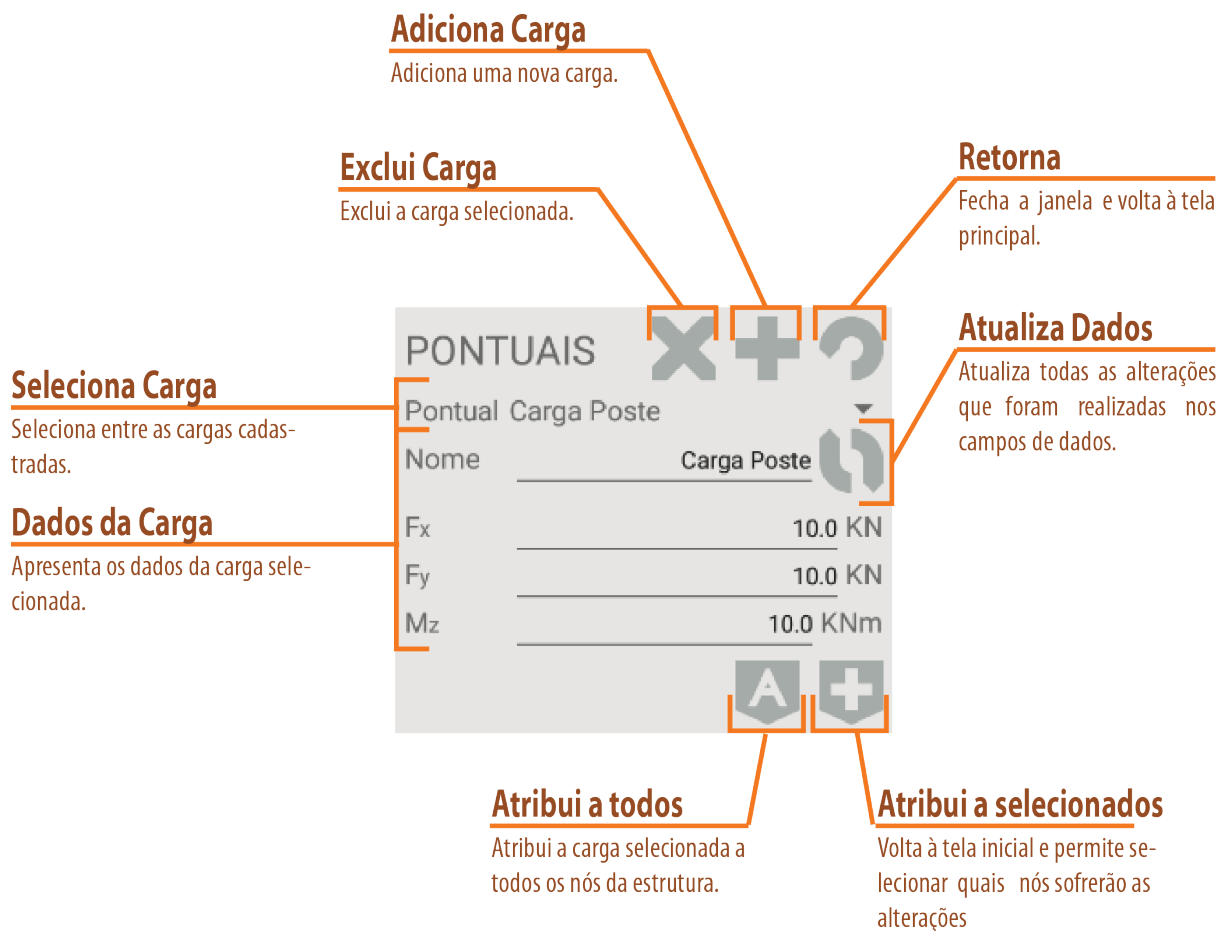 Adiciona Carga
Adiciona uma nova carga.
Exclui Carga
Exclui a carga selecionada.
Retorna
Fecha a janela e volta à tela
principal.
Atualiza Dados
Atualiza todas as alterações
que foram realizadas nos
campos de dados.
Seleciona Carga
Seleciona entre as cargas cadas-
tradas.
Dados da Carga
Apresenta os dados da carga sele-
cionada.
PONTUAIS
Pontual Carga Poste
Nome Carga Poste
Fx 10.0 KN
Fy 10.0 KN
Mz 10.0 KNm
A
Atribui a todos
Atribui a carga selecionada a
todos os nós da estrutura.
Atribui a selecionados
Volta à tela inicial e permite se-
lecionar quais nós sofrerão as
alterações